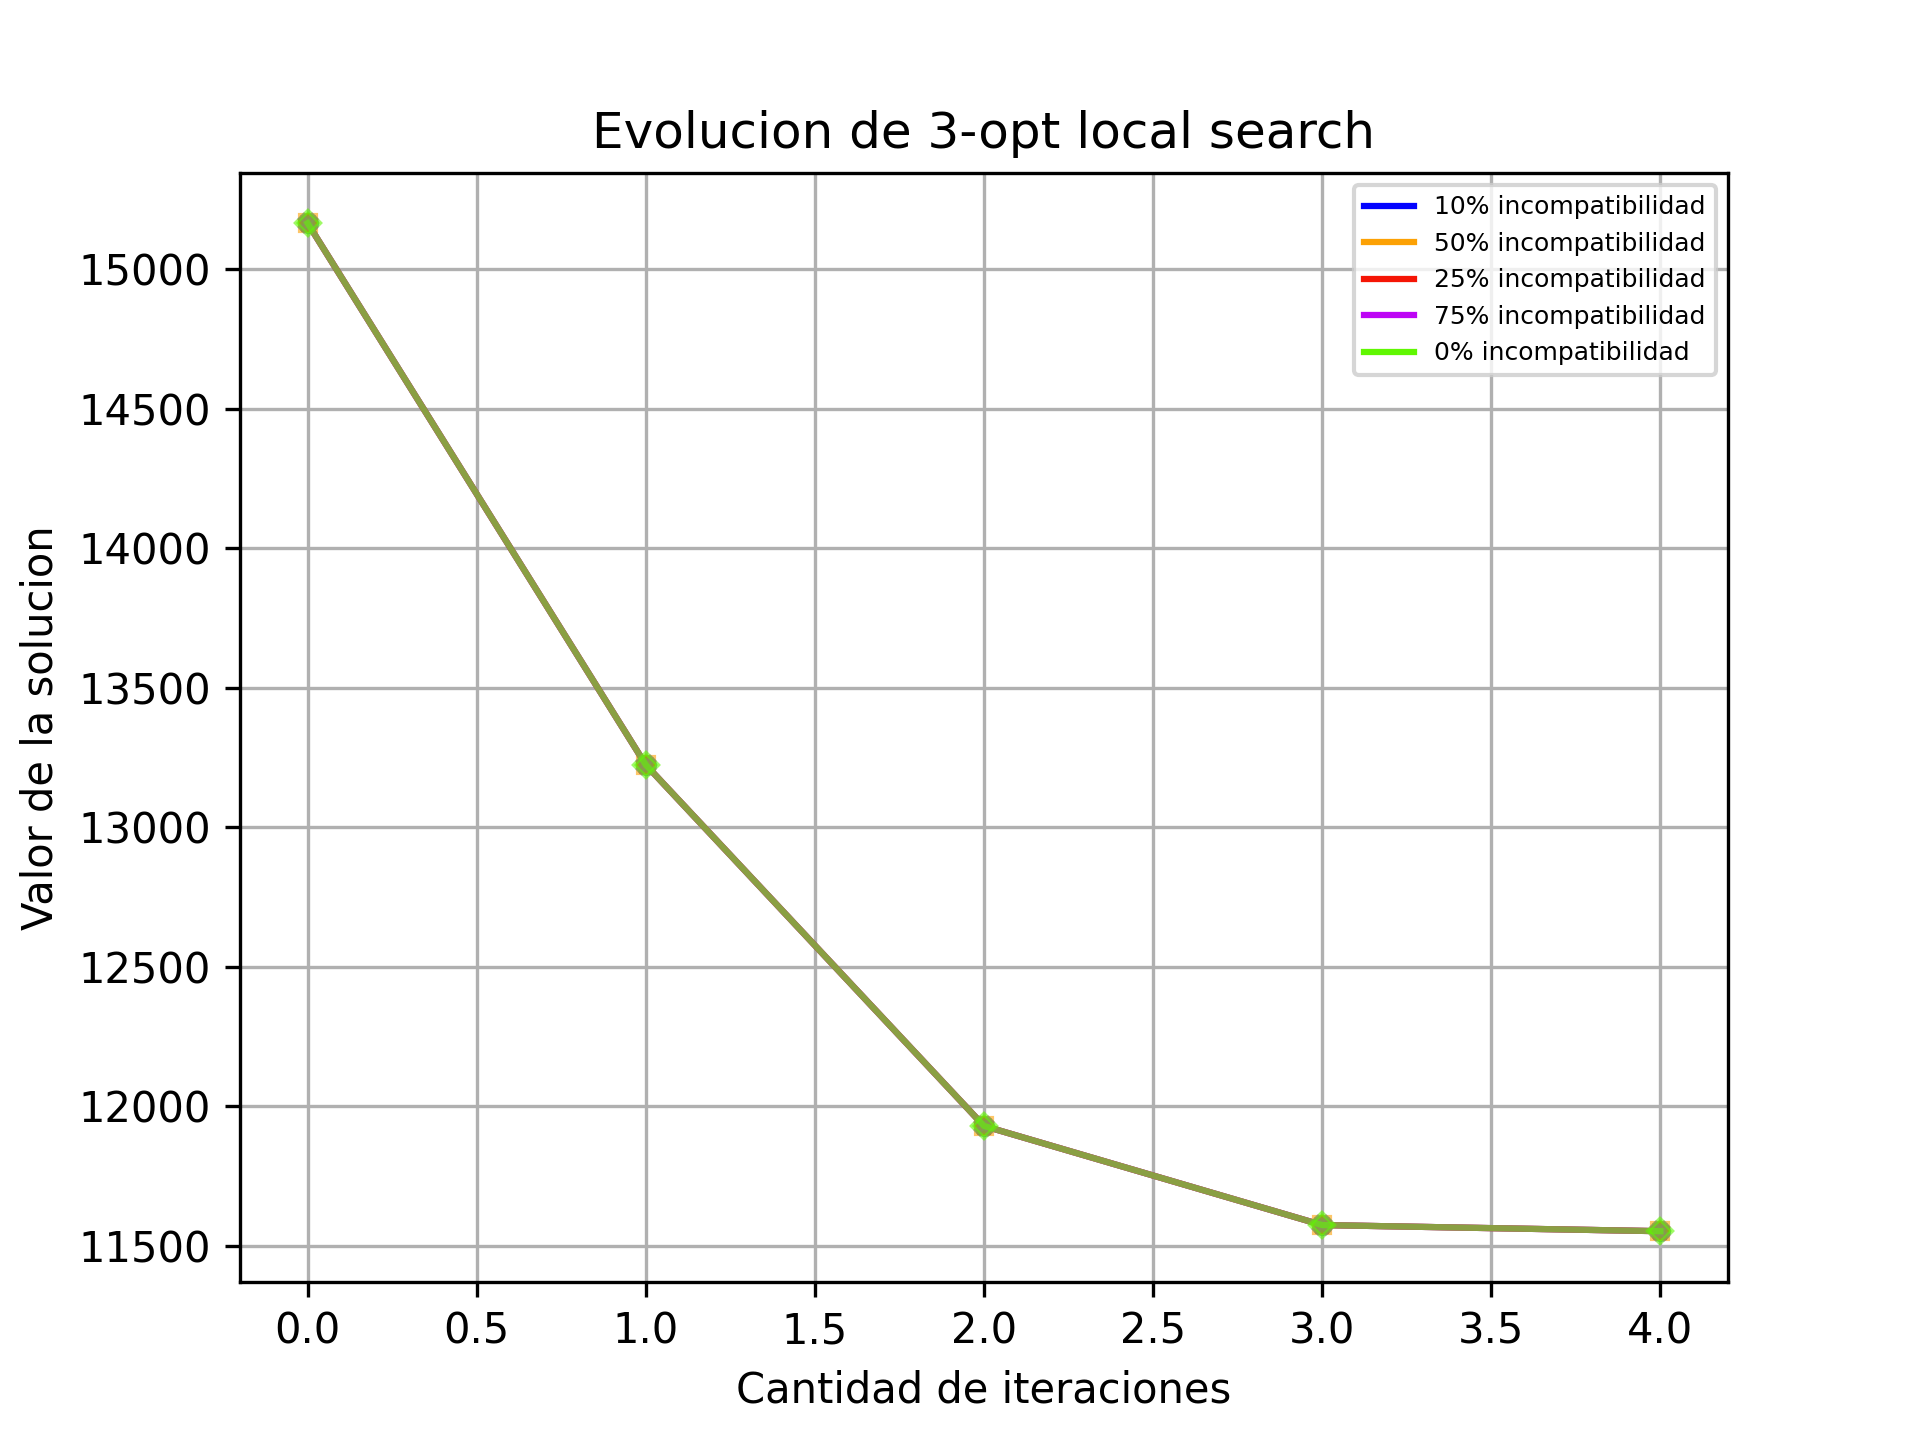 Evolucion de 3-opt local search
10% incompatibilidad
50% incompatibilidad
25% incompatibilidad
75% incompatibilidad
0% incompatibilidad
Valor de la solucion
15000
14500
14000
13500
13000
12500
12000
11500
0.0 0.5 1.0 1.5 2.0 2.5 3.0 3.5 4.0
Cantidad de iteraciones